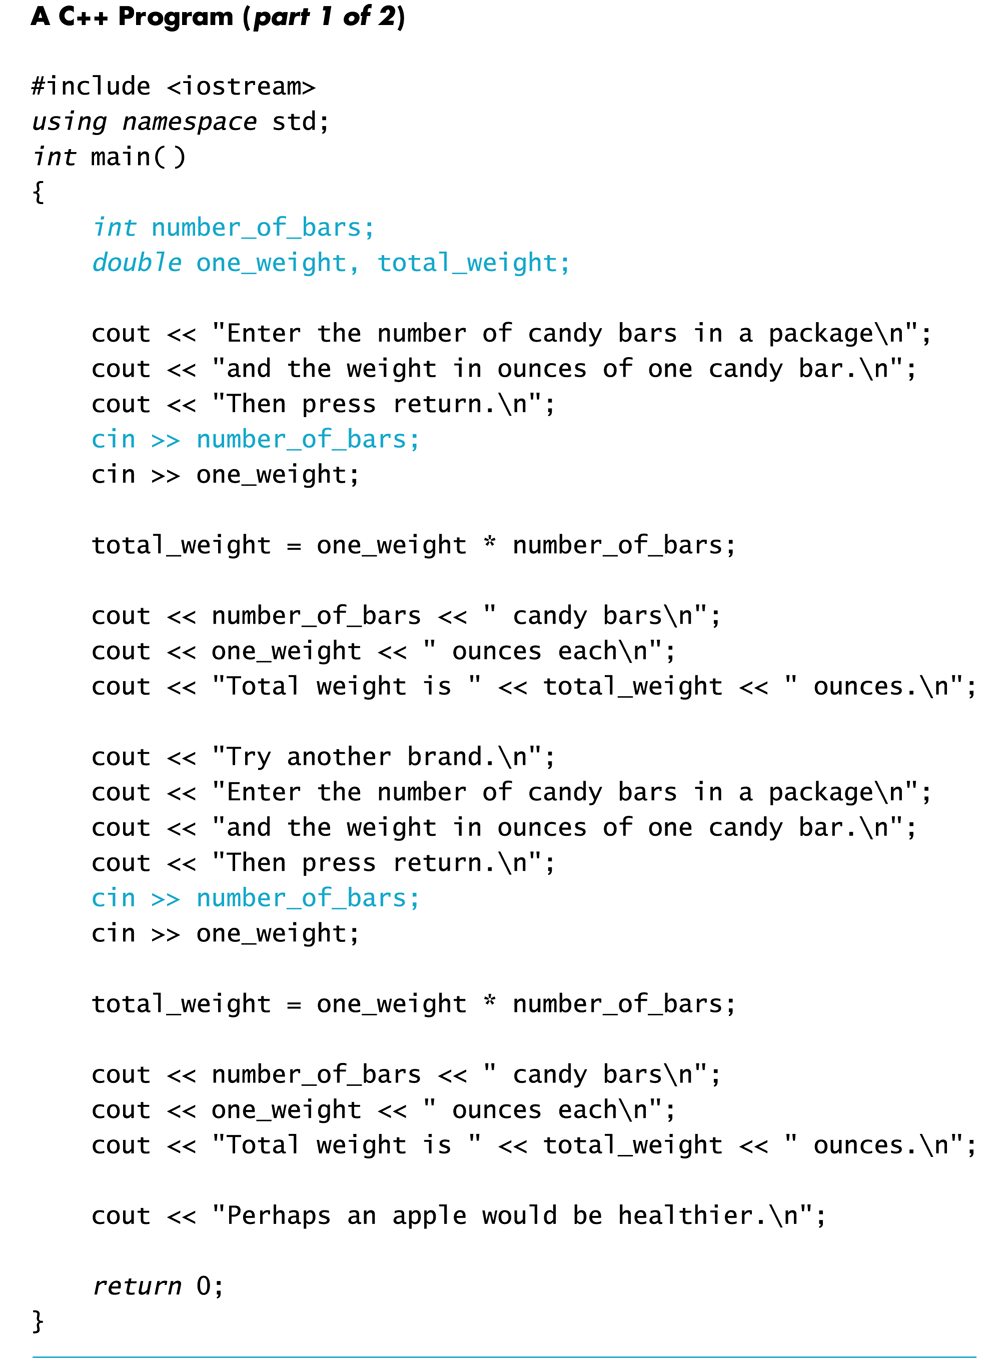 A C++ Program (part 1 of 2)
#include <iostream>
using namespace std;
int main( )
{
    int number_of_bars;
    double one_weight, total_weight;

    cout << "Enter the number of candy bars in a package\n";
    cout << "and the weight in ounces of one candy bar.\n";
    cout << "Then press return.\n";
    cin >> number_of_bars;
    cin >> one_weight;

    total_weight = one_weight * number_of_bars;

    cout << number_of_bars << " candy bars\n";
    cout << one_weight << " ounces each\n";
    cout << "Total weight is " << total_weight << " ounces.\n";

    cout << "Try another brand.\n";
    cout << "Enter the number of candy bars in a package\n";
    cout << "and the weight in ounces of one candy bar.\n";
    cout << "Then press return.\n";
    cin >> number_of_bars;
    cin >> one_weight;

    total_weight = one_weight * number_of_bars;

    cout << number_of_bars << " candy bars\n";
    cout << one_weight << " ounces each\n";
    cout << "Total weight is " << total_weight << " ounces.\n";

    cout << "Perhaps an apple would be healthier.\n";

    return 0;
}